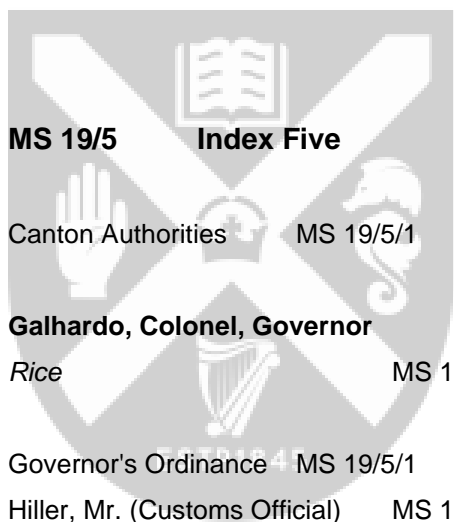 MS 19/5 Index Five
Canton Authorities MS 19/5/1
Galhardo, Colonel, Governor
Rice MS 1
Governor's Ordinance MS 19/5/1
Hiller, Mr. (Customs Official) MS 1